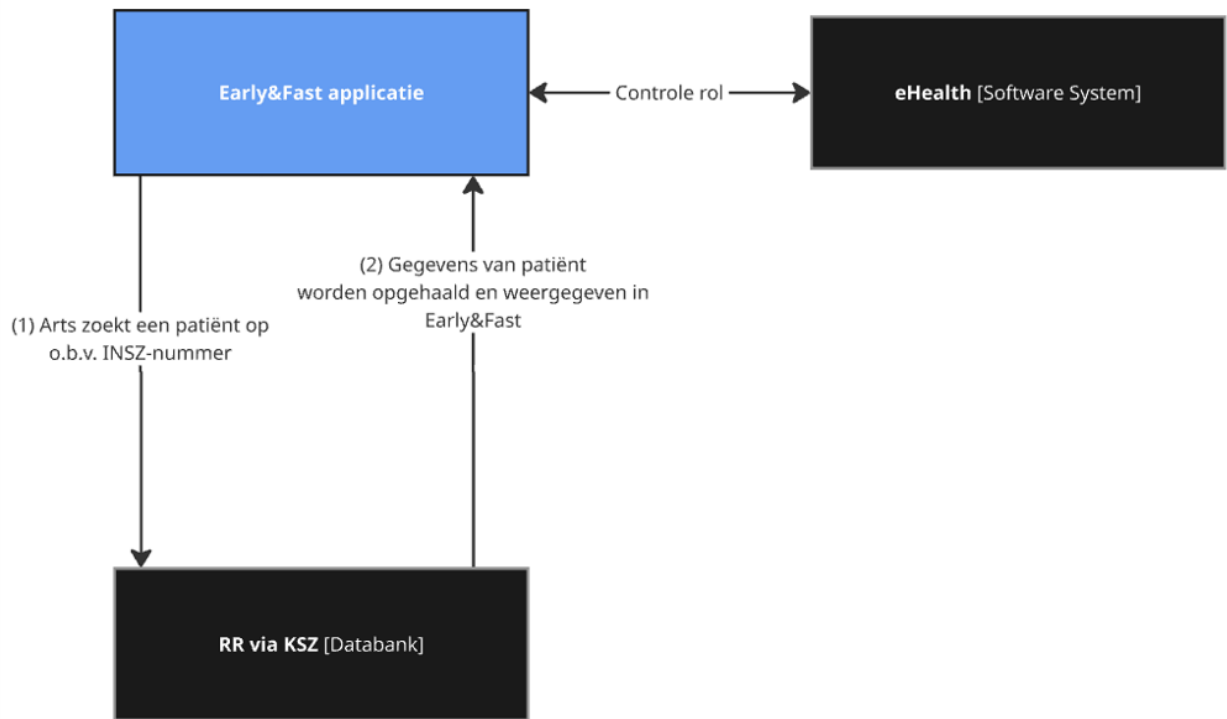 Early&Fast applicatie
Controle rol
eHealth [Software System]
(1) Arts zoekt een patiënt op
o.b.v. INSZ-nummer
(2) Gegevens van patiënt
worden opgehaald en weergegeven in
Early&Fast
RR via KSZ [Databank]